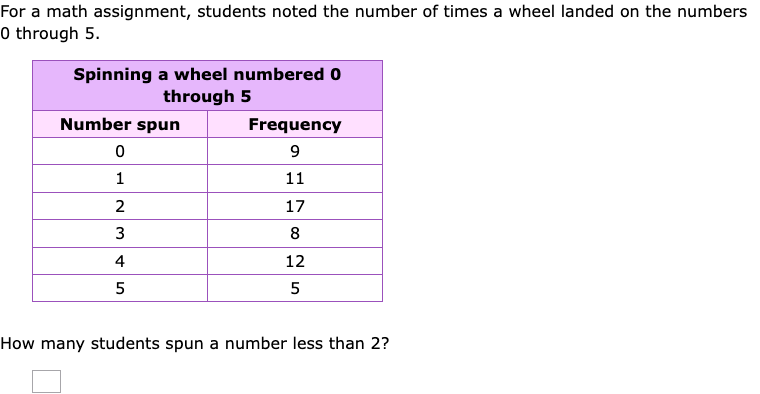 For a math assignment, students noted the number of times a wheel landed on the numbers
0 through 5.
Spinning a wheel numbered 0
through 5
Number spun Frequency
0 9
1 11
2 17
3 8
4 12
5 5
How many students spun a number less than 2?